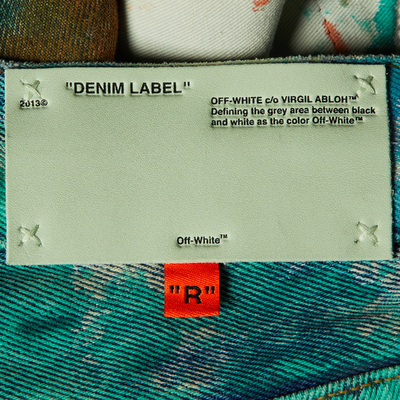 "DENIM LABEL"
2013©
OFF-WHITE c/o VIRGIL ABLOH™
Defining the grey area between black
and white as the color Off-White™
Off-White™
"R"